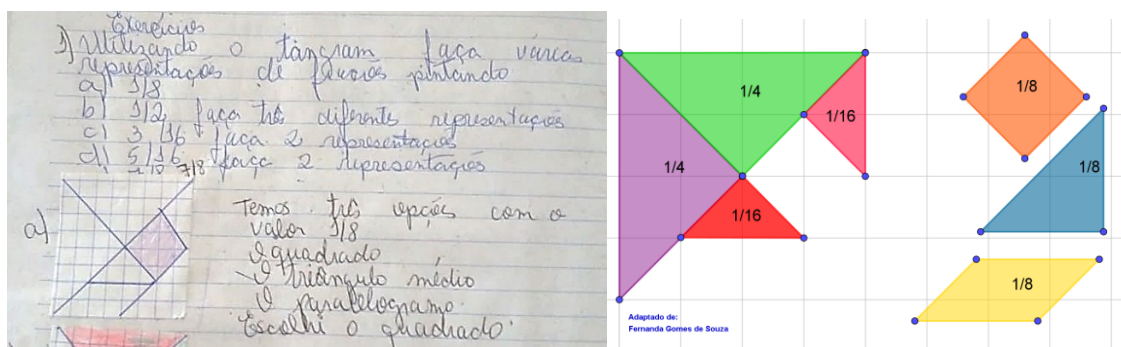 Exercícios
1) Utilizando o tangram faça várias
representações de frações pintando
a) 1/8
b) 1/2 faça três diferentes representações
c) 3/16 faça 2 representações
d) 5/16 faça 2 representações
7/8
a)
Temos três opções com o
valor 1/8
O quadrado
O triângulo médio
O paralelogramo.
Escolhi o quadrado.
1/4
1/16
1/4
1/16
1/8
1/8
1/8
Adaptado de:
Fernanda Gomes de Souza